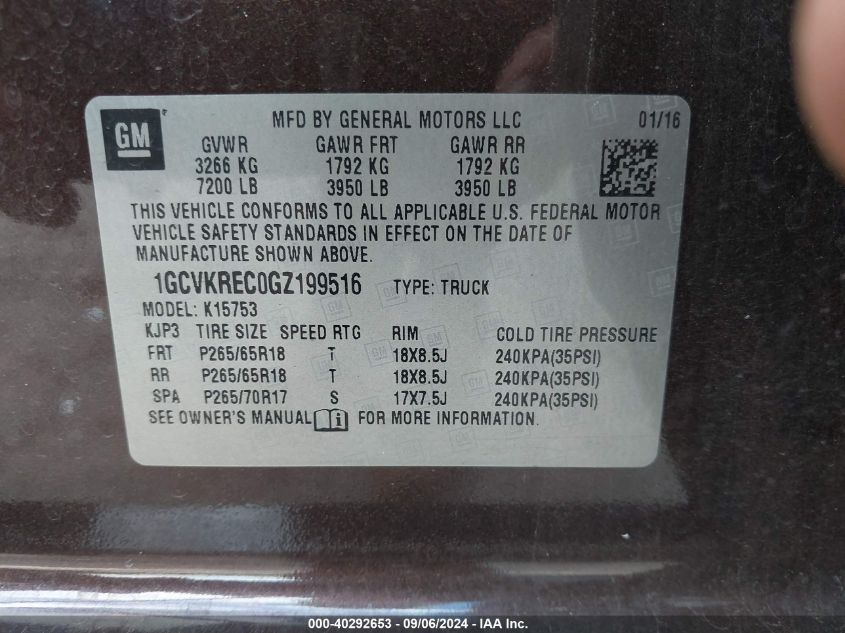 GM
MFD BY GENERAL MOTORS LLC 01/16
GVWR GAWR FRT GAWR RR
3266 KG 1792 KG 1792 KG
7200 LB 3950 LB 3950 LB
THIS VEHICLE CONFORMS TO ALL APPLICABLE U.S. FEDERAL MOTOR
VEHICLE SAFETY STANDARDS IN EFFECT ON THE DATE OF
MANUFACTURE SHOWN ABOVE.
1GCVKREC0GZ199516 TYPE: TRUCK
MODEL: K15753
KJP3 TIRE SIZE SPEED RTG RIM COLD TIRE PRESSURE
FRT P265/65R18 T 18X8.5J 240KPA(35PSI)
RR P265/65R18 T 18X8.5J 240KPA(35PSI)
SPA P265/70R17 S 17X7.5J 240KPA(35PSI)
SEE OWNER'S MANUAL i FOR MORE INFORMATION.
000-40292653 - 09/06/2024 - IAA Inc.